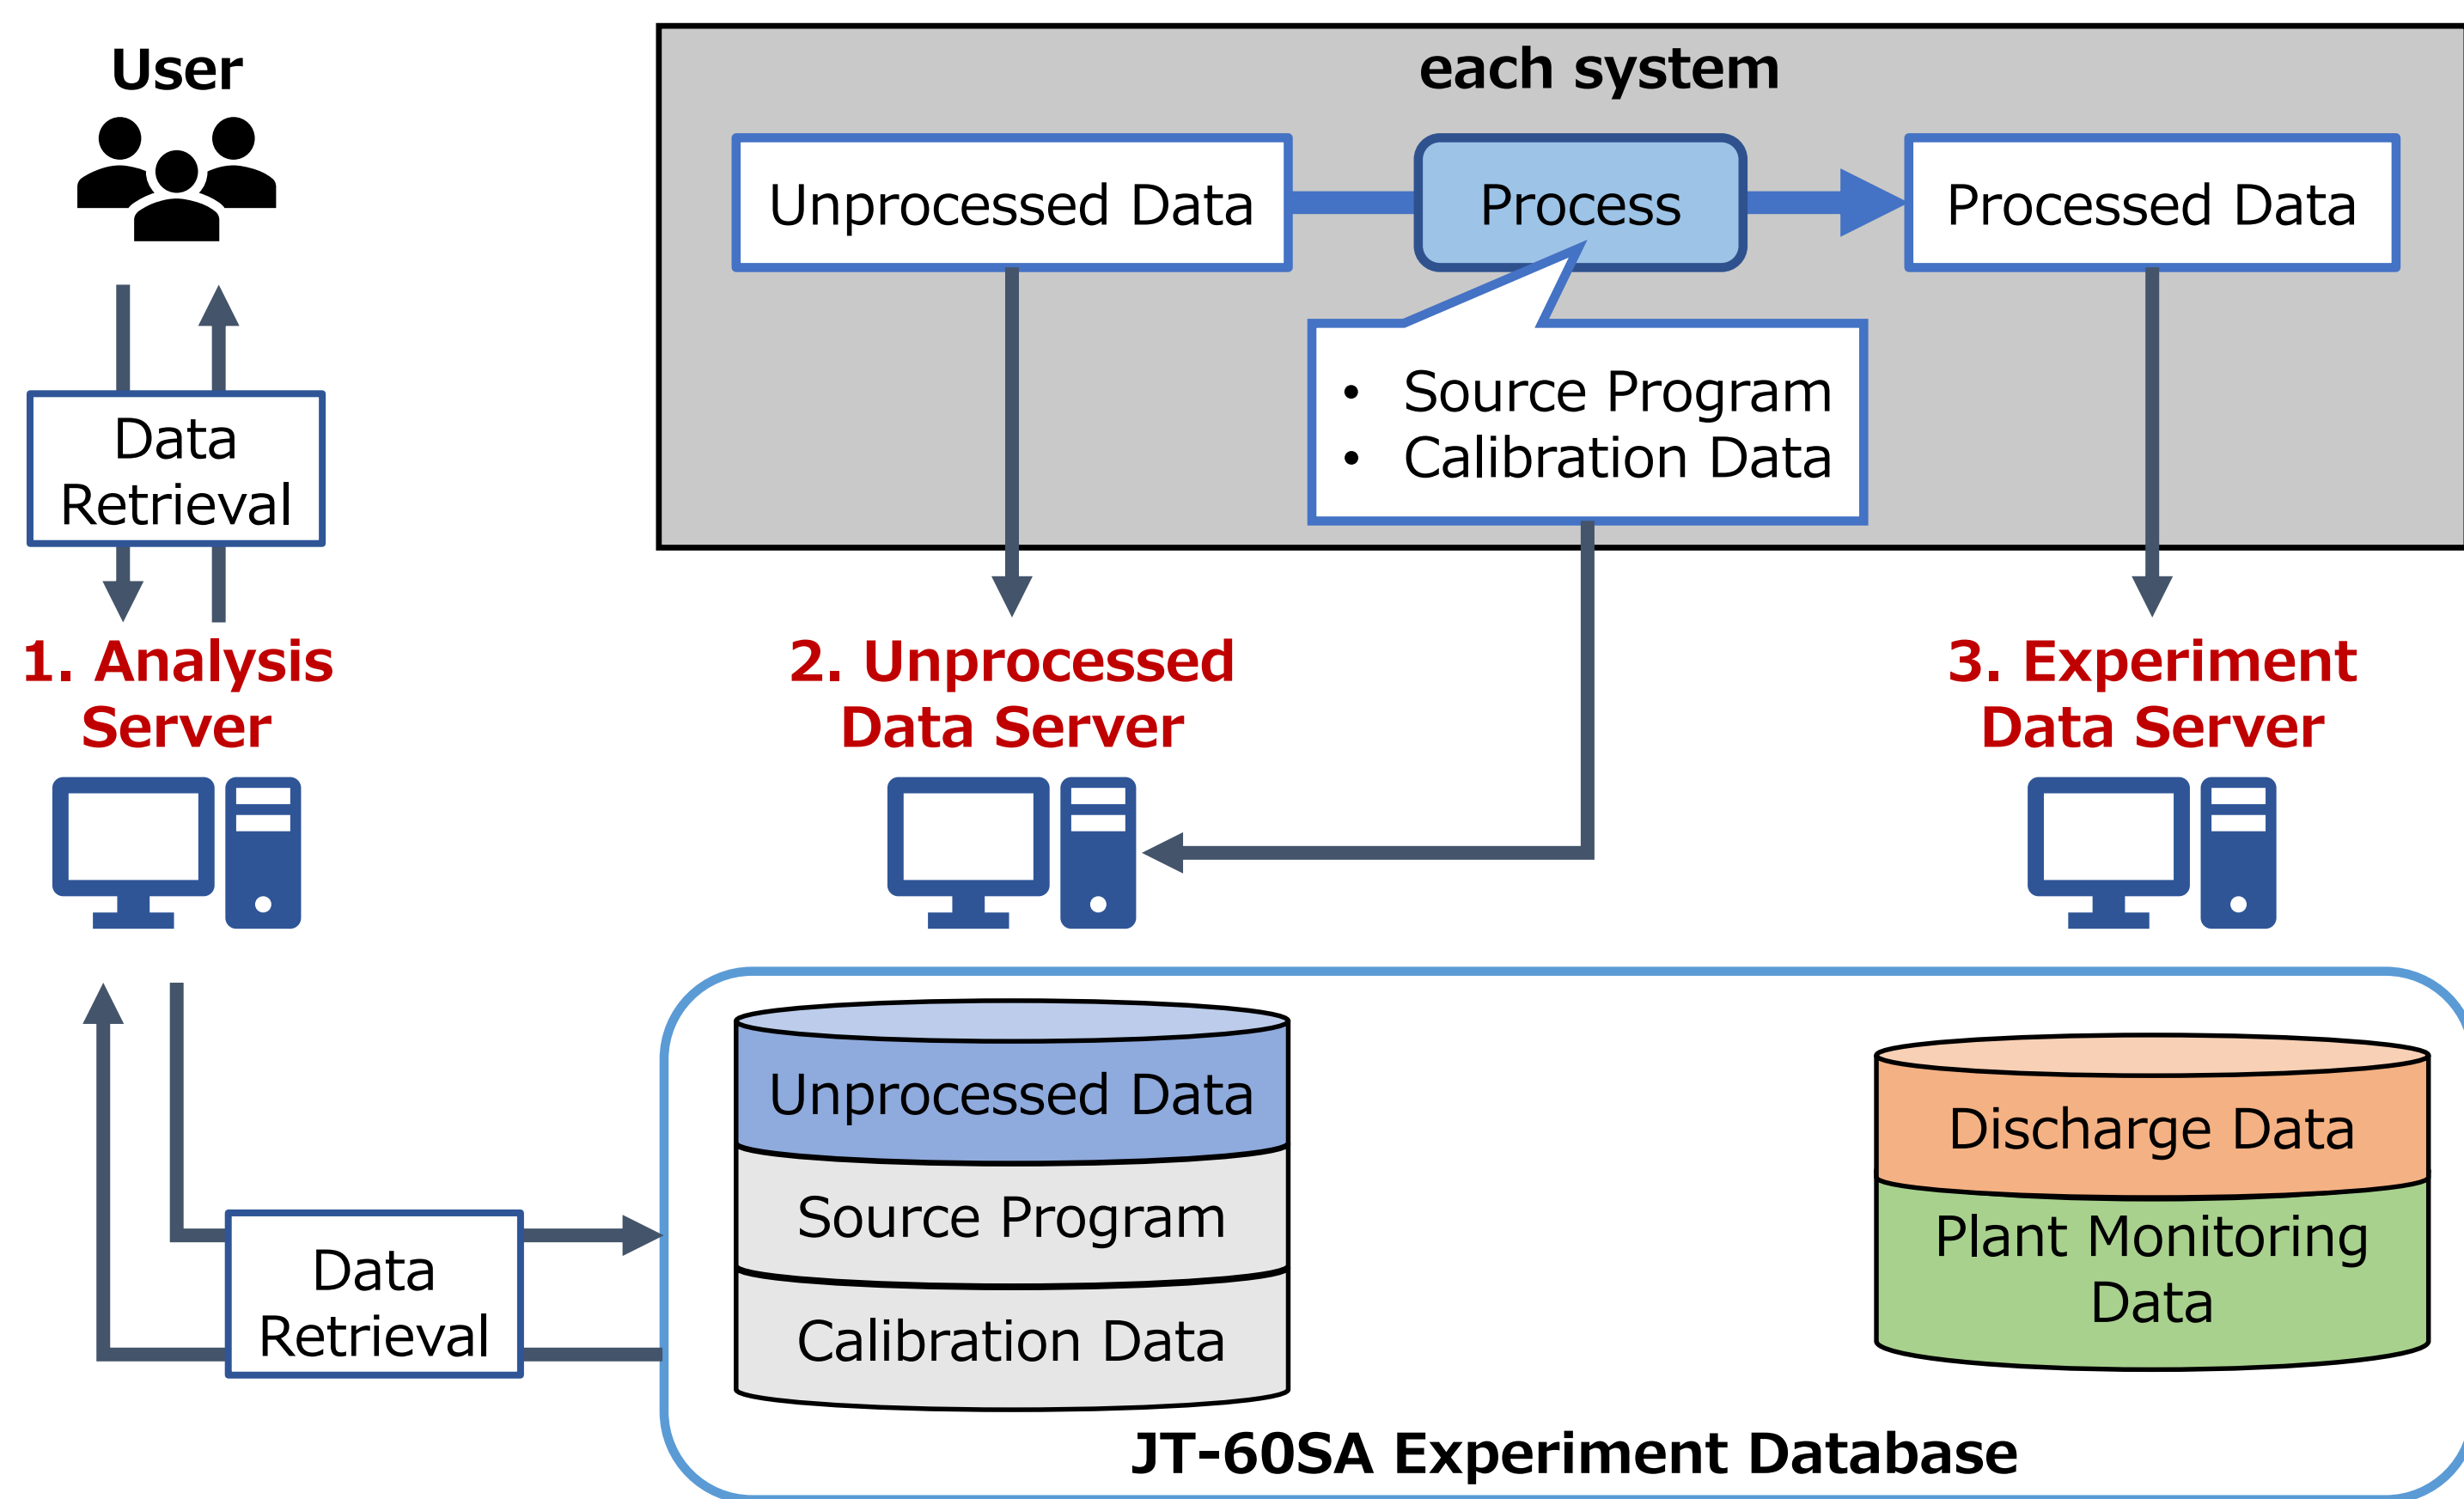 User
each system
Unprocessed Data
Process
Processed Data
• Source Program
• Calibration Data
Data
Retrieval
1. Analysis
Server
2. Unprocessed
Data Server
3. Experiment
Data Server
Unprocessed Data
Source Program
Calibration Data
Discharge Data
Plant Monitoring
Data
Data
Retrieval
JT-60SA Experiment Database